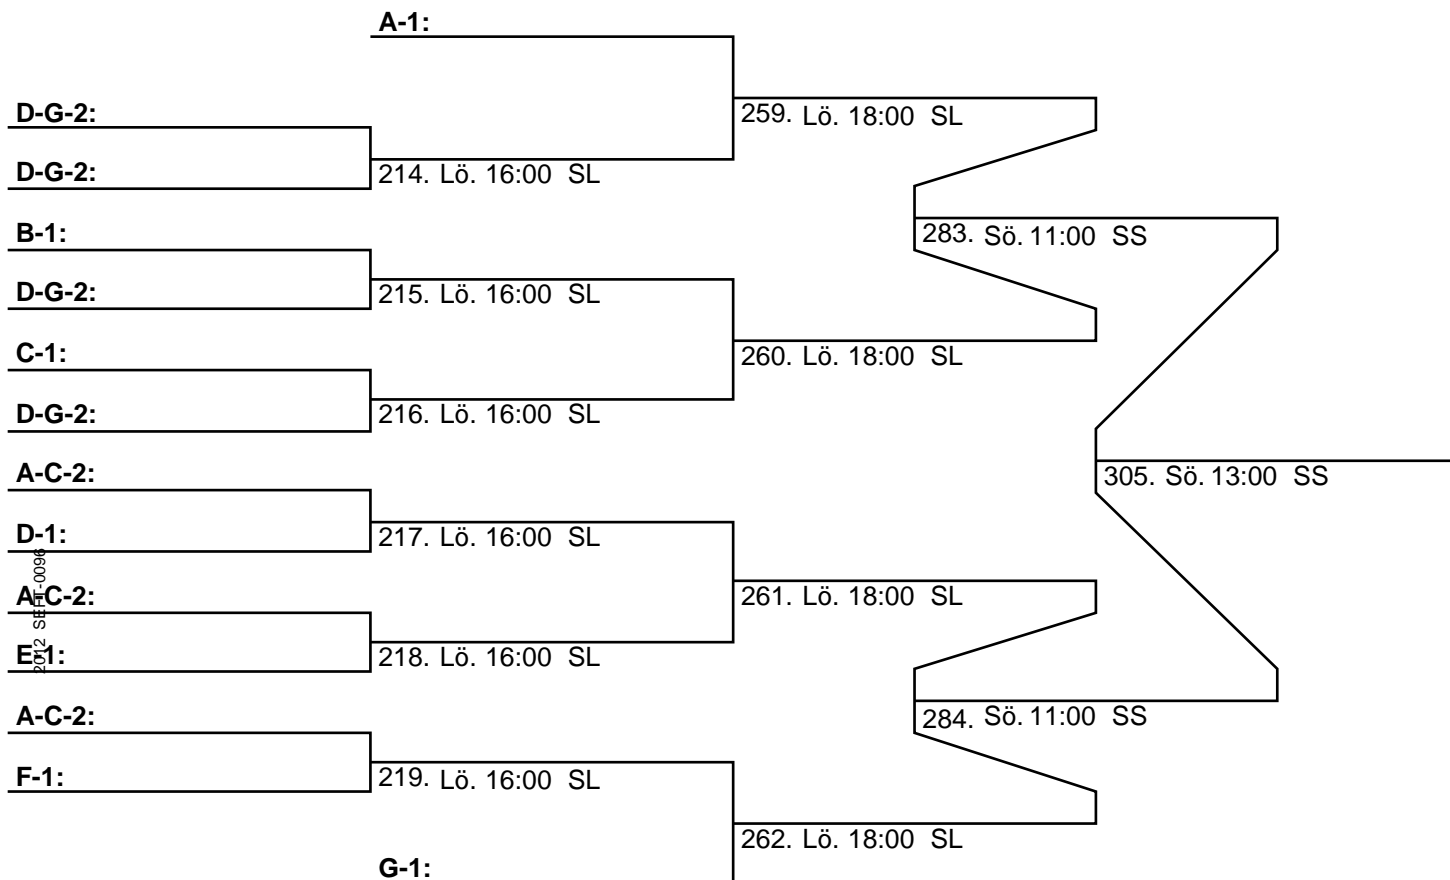 A-1:
D-G-2:
259. Lö. 18:00 SL
D-G-2:
214. Lö. 16:00 SL
B-1:
283. Sö. 11:00 SS
D-G-2:
215. Lö. 16:00 SL
C-1:
260. Lö. 18:00 SL
D-G-2:
216. Lö. 16:00 SL
A-C-2:
305. Sö. 13:00 SS
D-1:
217. Lö. 16:00 SL
2012 SEFT-0096
A-C-2:
261. Lö. 18:00 SL
E-1:
218. Lö. 16:00 SL
A-C-2:
284. Sö. 11:00 SS
F-1:
219. Lö. 16:00 SL
262. Lö. 18:00 SL
G-1: